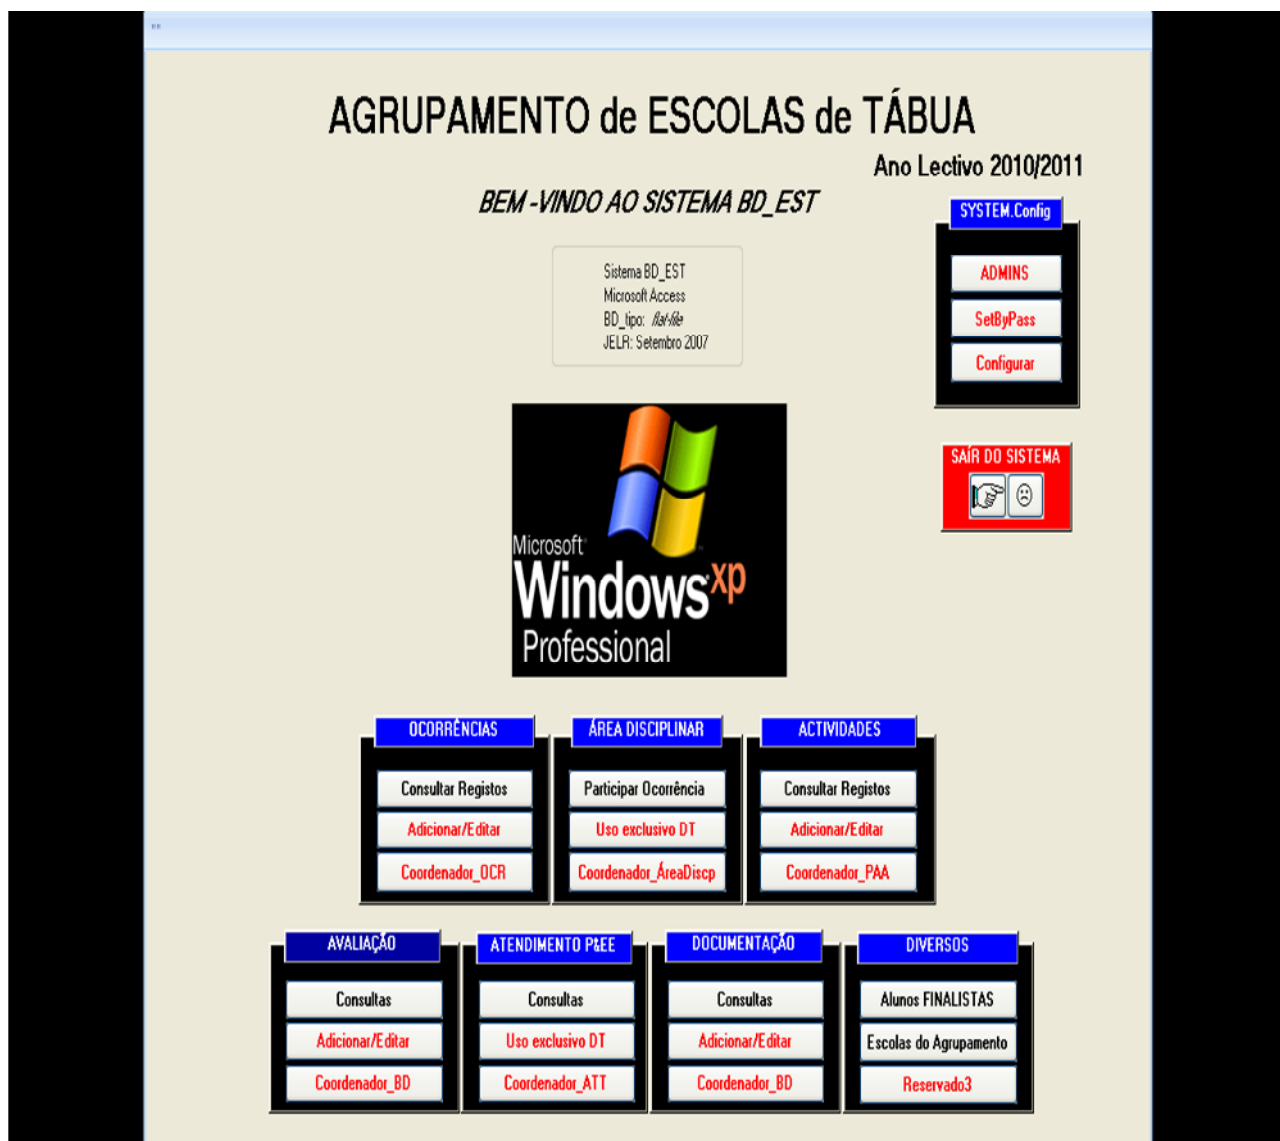 AGRUPAMENTO de ESCOLAS de TÁBUA
Ano Lectivo 2010/2011
BEM -VINDO AO SISTEMA BD_EST
SYSTEM.Config
ADMINS
SetByPass
Configurar
Sistema BD_EST
Microsoft Access
BD_tipo: flat-file
JELR: Setembro 2007
SAÍR DO SISTEMA
Microsoft
Windows xp
Professional
OCORRÊNCIAS
Consultar Registos
Adicionar/Editar
Coordenador_OCR
ÁREA DISCIPLINAR
Participar Ocorrência
Uso exclusivo DT
Coordenador_ÁreaDiscp
ACTIVIDADES
Consultar Registos
Adicionar/Editar
Coordenador_PAA
AVALIAÇÃO
Consultas
Adicionar/Editar
Coordenador_BD
ATENDIMENTO P&EE
Consultas
Uso exclusivo DT
Coordenador_ATT
DOCUMENTAÇÃO
Consultas
Adicionar/Editar
Coordenador_BD
DIVERSOS
Alunos FINALISTAS
Escolas do Agrupamento
Reservado3